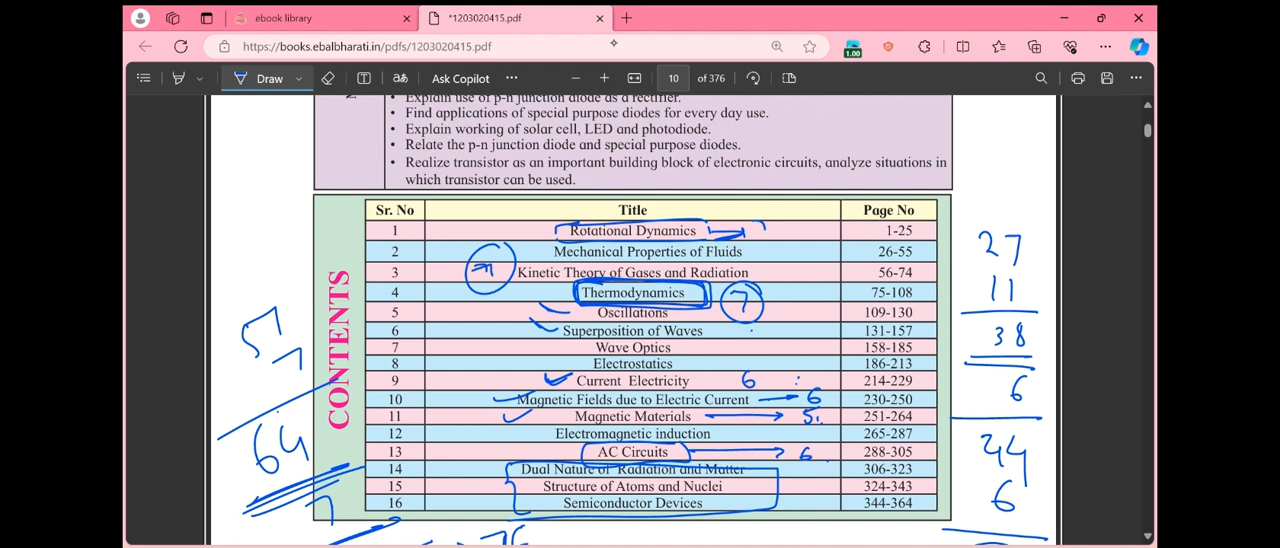 ebook library
*1203020415.pdf
https://books.ebalbharati.in/pdfs/1203020415.pdf
1.00
Draw
aあ
Ask Copilot
10 of 376
• Explain use of p-n junction diode as a rectifier.
• Find applications of special purpose diodes for every day use.
• Explain working of solar cell, LED and photodiode.
• Relate the p-n junction diode and special purpose diodes.
• Realize transistor as an important building block of electronic circuits, analyze situations in
which transistor can be used.
CONTENTS
Sr. No Title Page No
1 Rotational Dynamics 1-25
2 Mechanical Properties of Fluids 26-55
3 Kinetic Theory of Gases and Radiation 56-74
4 Thermodynamics 7 75-108
5 Oscillations 109-130
6 Superposition of Waves 131-157
7 Wave Optics 158-185
8 Electrostatics 186-213
9 Current Electricity 6 214-229
10 Magnetic Fields due to Electric Current 6 230-250
11 Magnetic Materials 5 251-264
12 Electromagnetic induction 265-287
13 AC Circuits 6 288-305
14 Dual Nature of Radiation and Matter 306-323
15 Structure of Atoms and Nuclei 324-343
16 Semiconductor Devices 344-364
27
11
38
6
44
6
57
7
64